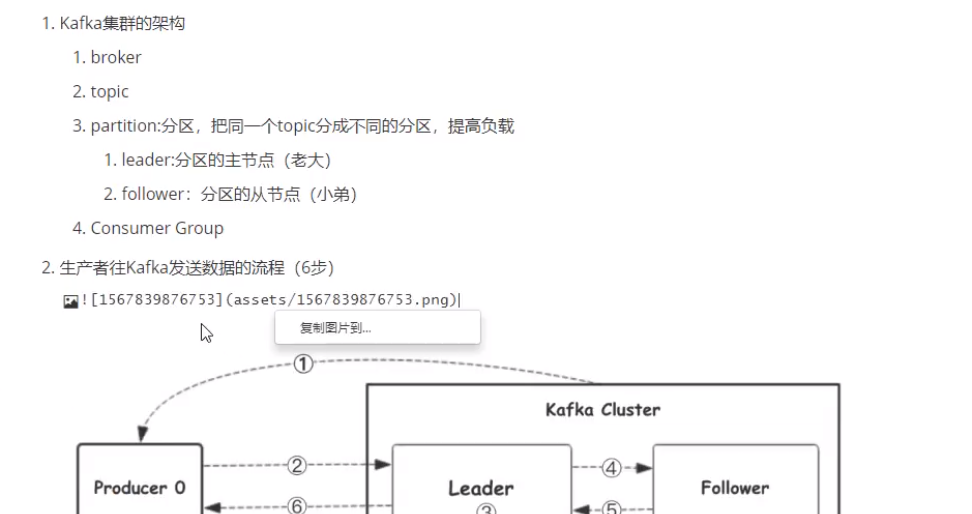 1. Kafka集群的架构
1. broker
2. topic
3. partition:分区，把同一个topic分成不同的分区，提高负载
1. leader:分区的主节点（老大）
2. follower：分区的从节点（小弟）
4. Consumer Group
2. 生产者往Kafka发送数据的流程（6步）
![1567839876753](assets/1567839876753.png)
复制图片到...
①
Kafka Cluster
② ④
Producer 0 Leader Follower
⑥ ③ ⑤